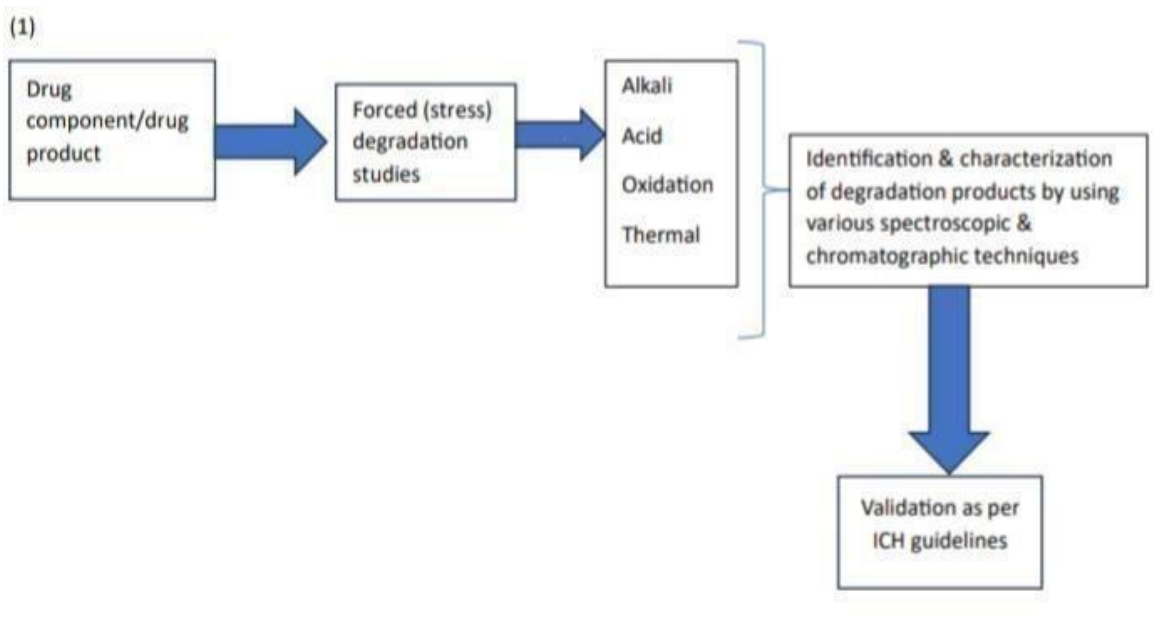 (1)
Drug
component/drug
product
Forced (stress)
degradation
studies
Alkali
Acid
Oxidation
Thermal
Identification & characterization
of degradation products by using
various spectroscopic &
chromatographic techniques
Validation as per
ICH guidelines